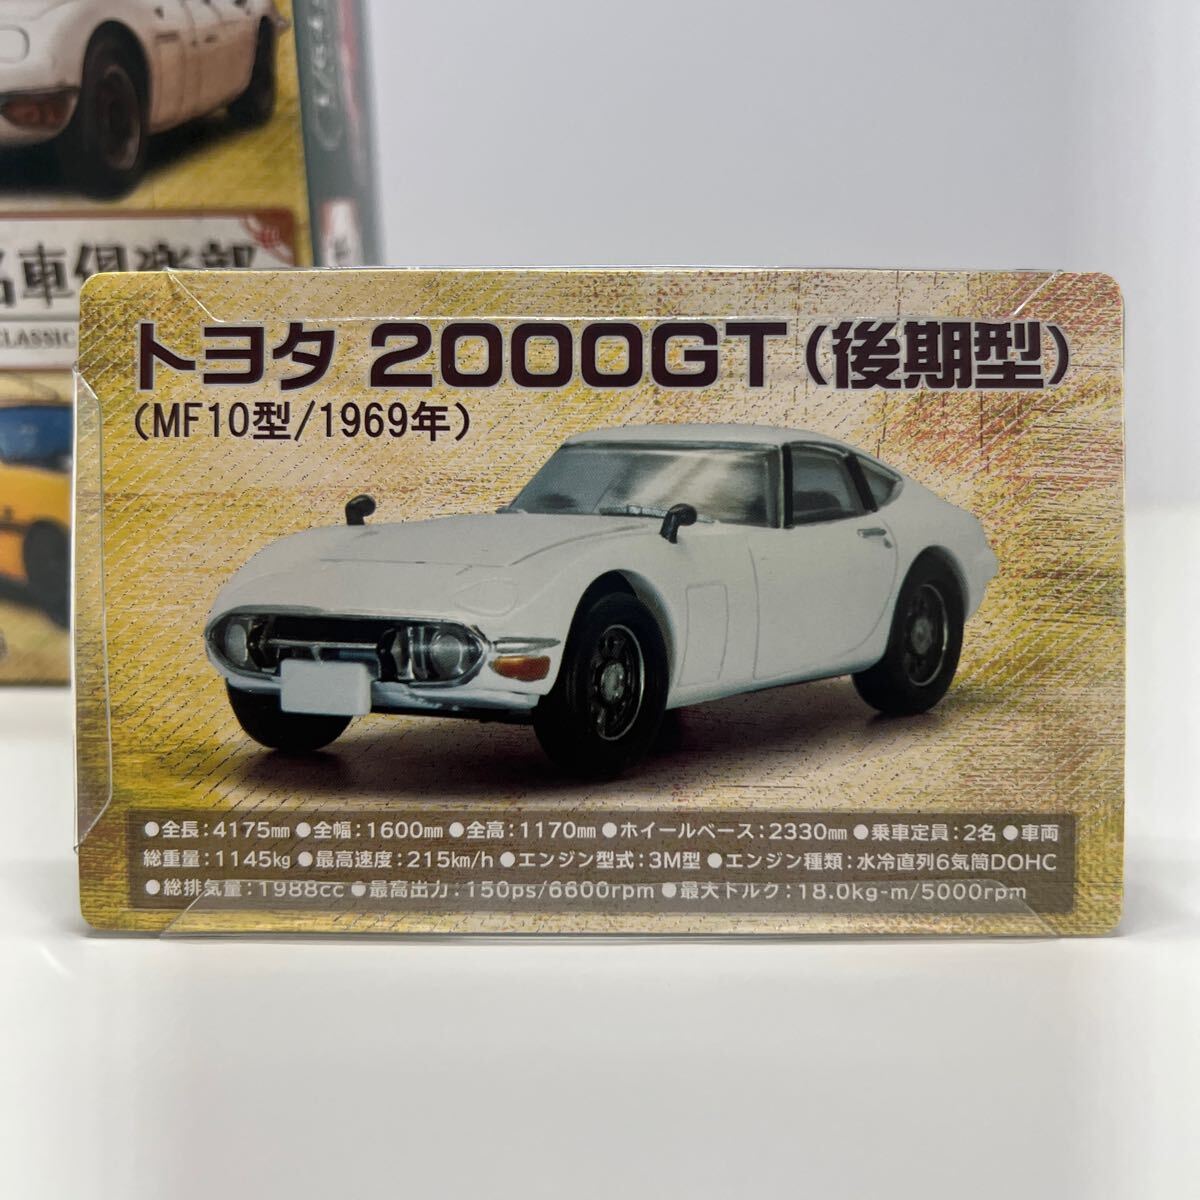 車倶楽部
CLASSIC
トヨタ 2000GT(後期型)
(MF10型/1969年)
●全長:4175㎜●全幅:1600㎜●全高:1170㎜●ホイールベース:2330㎜●乗車定員:2名●車両
総重量:1145㎏●最高速度:215㎞/h●エンジン型式:3M型●エンジン種類:水冷直列6気筒DOHC
●総排気量:1988cc●最高出力:150ps/6600rpm●最大トルク:18.0kg-m/5000rpm